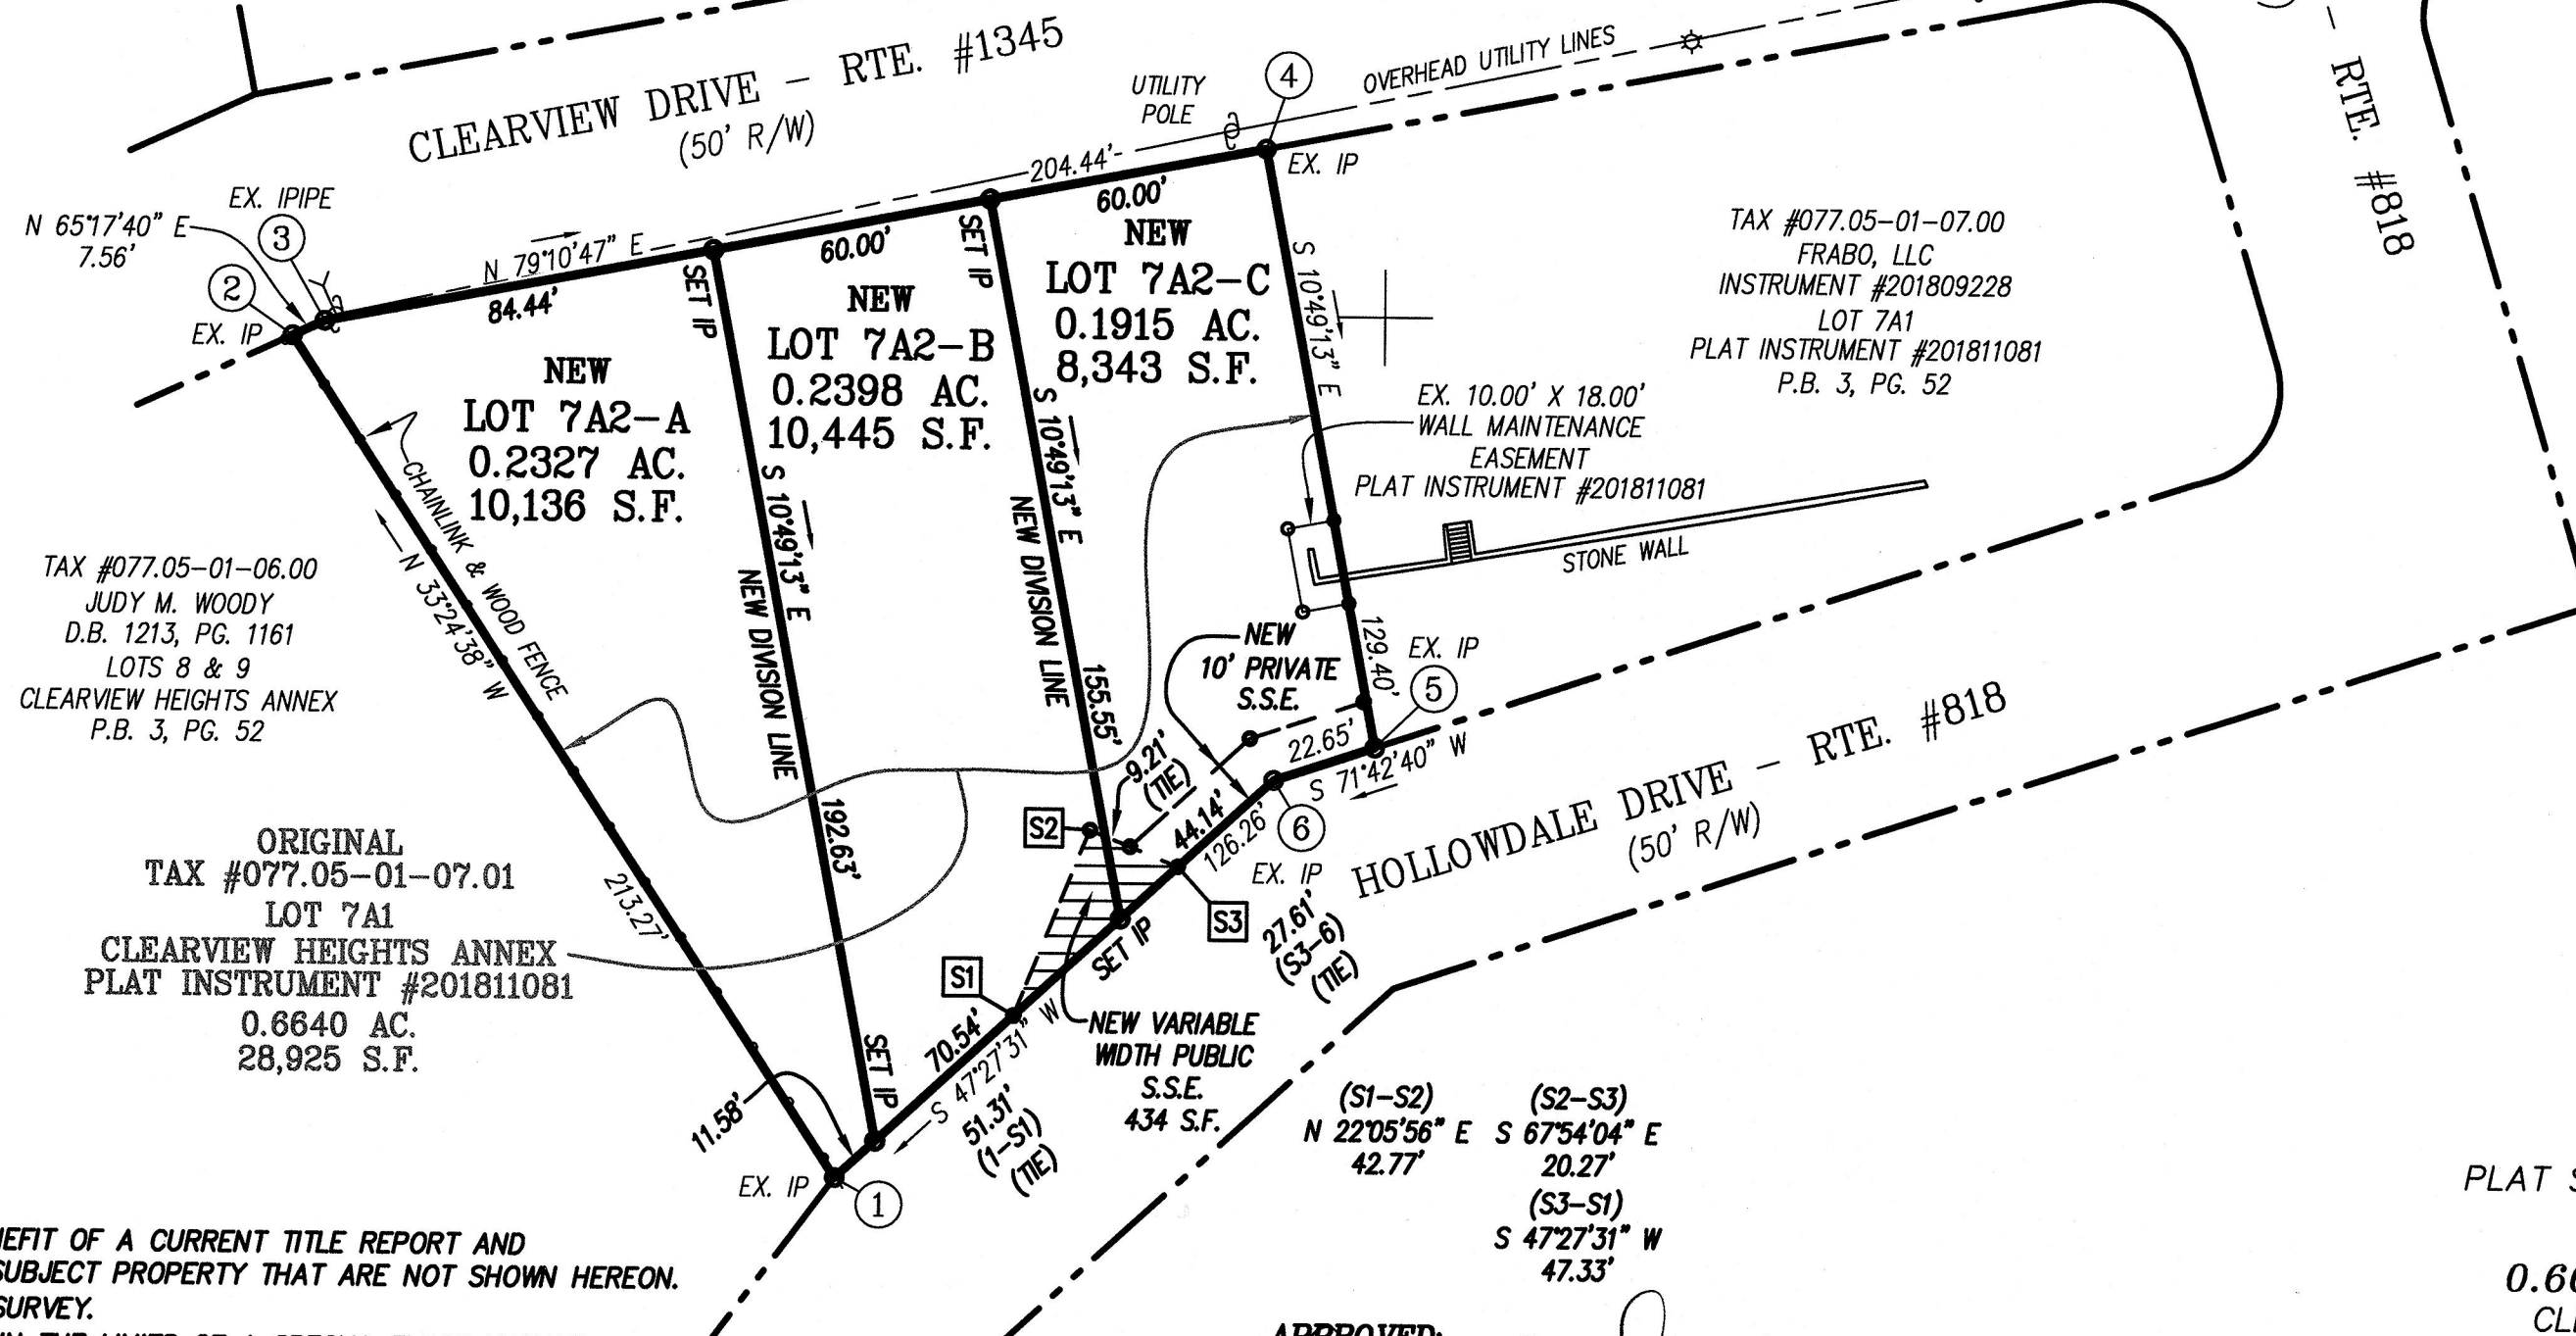 CLEARVIEW DRIVE – RTE. #1345
(50' R/W)
UTILITY
POLE
4
OVERHEAD UTILITY LINES
– RTE. #818
EX. IP
204.44'
60.00'
N 65°17'40" E
7.56'
EX. IPIPE
3
2
EX. IP
N 79°10'47" E
84.44'
60.00'
SET IP
SET IP
NEW
LOT 7A2-A
0.2327 AC.
10,136 S.F.
NEW
LOT 7A2-B
0.2398 AC.
10,445 S.F.
NEW
LOT 7A2-C
0.1915 AC.
8,343 S.F.
S 10°49'13" E
TAX #077.05-01-07.00
FRABO, LLC
INSTRUMENT #201809228
LOT 7A1
PLAT INSTRUMENT #201811081
P.B. 3, PG. 52
EX. 10.00' X 18.00'
WALL MAINTENANCE
EASEMENT
PLAT INSTRUMENT #201811081
STONE WALL
CHAINLINK & WOOD FENCE
N 33°24'38" W
213.27'
S 10°49'13" E
NEW DIVISION LINE
192.63'
S 10°49'13" E
NEW DIVISION LINE
155.55'
TAX #077.05-01-06.00
JUDY M. WOODY
D.B. 1213, PG. 1161
LOTS 8 & 9
CLEARVIEW HEIGHTS ANNEX
P.B. 3, PG. 52
NEW
10' PRIVATE
S.S.E.
129.40'
EX. IP
5
22.65'
S 71°42'40" W
9.21'
(TIE)
44.14'
126.26'
6
EX. IP
S2
S3
27.61'
(S3-6)
(TIE)
HOLLOWDALE DRIVE – RTE. #818
(50' R/W)
ORIGINAL
TAX #077.05-01-07.01
LOT 7A1
CLEARVIEW HEIGHTS ANNEX
PLAT INSTRUMENT #201811081
0.6640 AC.
28,925 S.F.
SET IP
S1
70.54'
S 47°27'31" W
51.31'
(1-S1)
(TIE)
NEW VARIABLE
WIDTH PUBLIC
S.S.E.
434 S.F.
SET IP
11.58'
EX. IP
1
(S1-S2)
N 22°05'56" E
42.77'
(S2-S3)
S 67°54'04" E
20.27'
(S3-S1)
S 47°27'31" W
47.33'
PLAT
EFIT OF A CURRENT TITLE REPORT AND
SUBJECT PROPERTY THAT ARE NOT SHOWN HEREON.
SURVEY.
APPROVED: